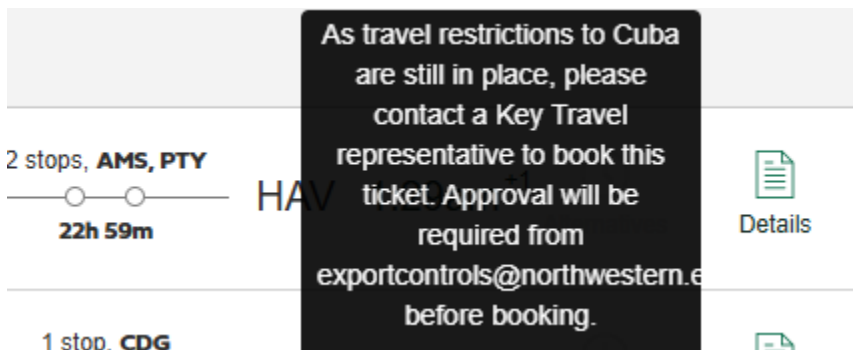 As travel restrictions to Cuba
are still in place, please
contact a Key Travel
representative to book this
ticket. Approval will be
required from
exportcontrols@northwestern.e
before booking.
2 stops, AMS, PTY
22h 59m
HAV
+1
Details
1 stop, CDG